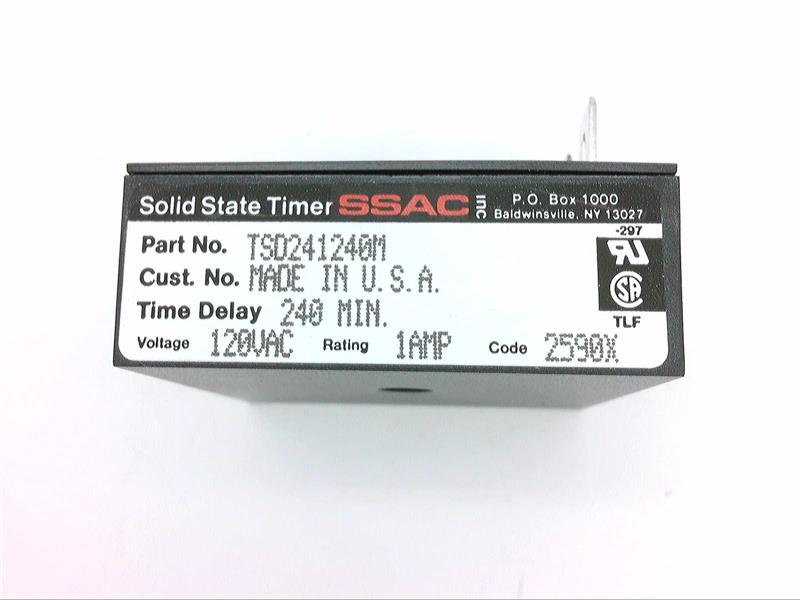 Solid State Timer SSAC INC P.O. Box 1000
Baldwinsville, NY 13027
-297
Part No. TSD241240M
Cust. No. MADE IN U.S.A.
Time Delay 240 MIN.
TLF
Voltage 120VAC Rating 1AMP Code 2590X